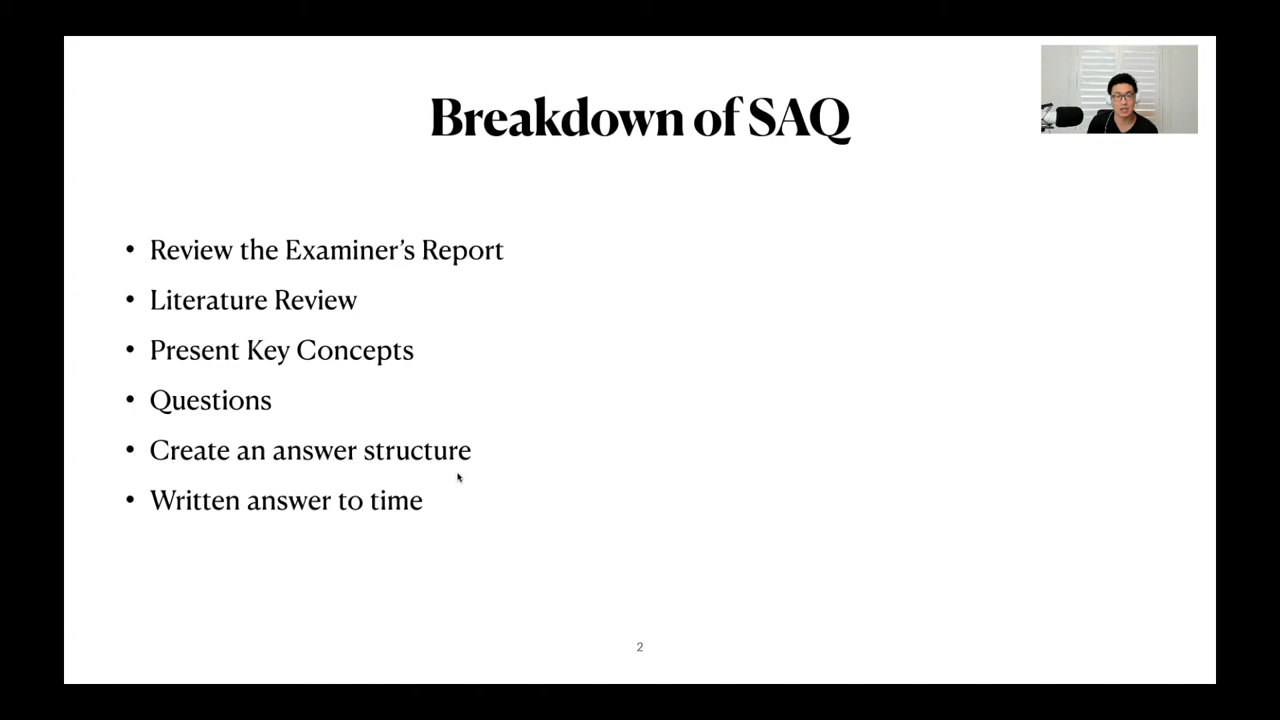 Breakdown of SAQ
• Review the Examiner’s Report
• Literature Review
• Present Key Concepts
• Questions
• Create an answer structure
• Written answer to time
2